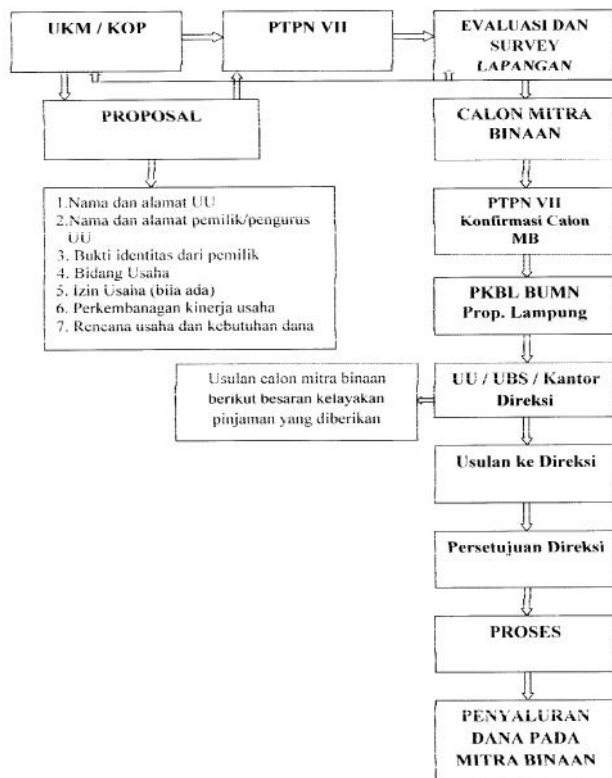 UKM / KOP
PTPN VII
EVALUASI DAN
SURVEY
LAPANGAN
PROPOSAL
CALON MITRA
BINAAN
1.Nama dan alamat UU
2.Nama dan alamat pemilik/pengurus
UU
3. Bukti identitas dari pemilik
4. Bidang Usaha
5. Izin Usaha (bila ada)
6. Perkembanagan kinerja usaha
7. Rencana usaha dan kebutuhan dana
PTPN VII
Konfirmasi Calon
MB
PKBL BUMN
Prop. Lampung
Usulan calon mitra binaan
berikut besaran kelayakan
pinjaman yang diberikan
UU / UBS / Kantor
Direksi
Usulan ke Direksi
Persetujuan Direksi
PROSES
PENYALURAN
DANA PADA
MITRA BINAAN